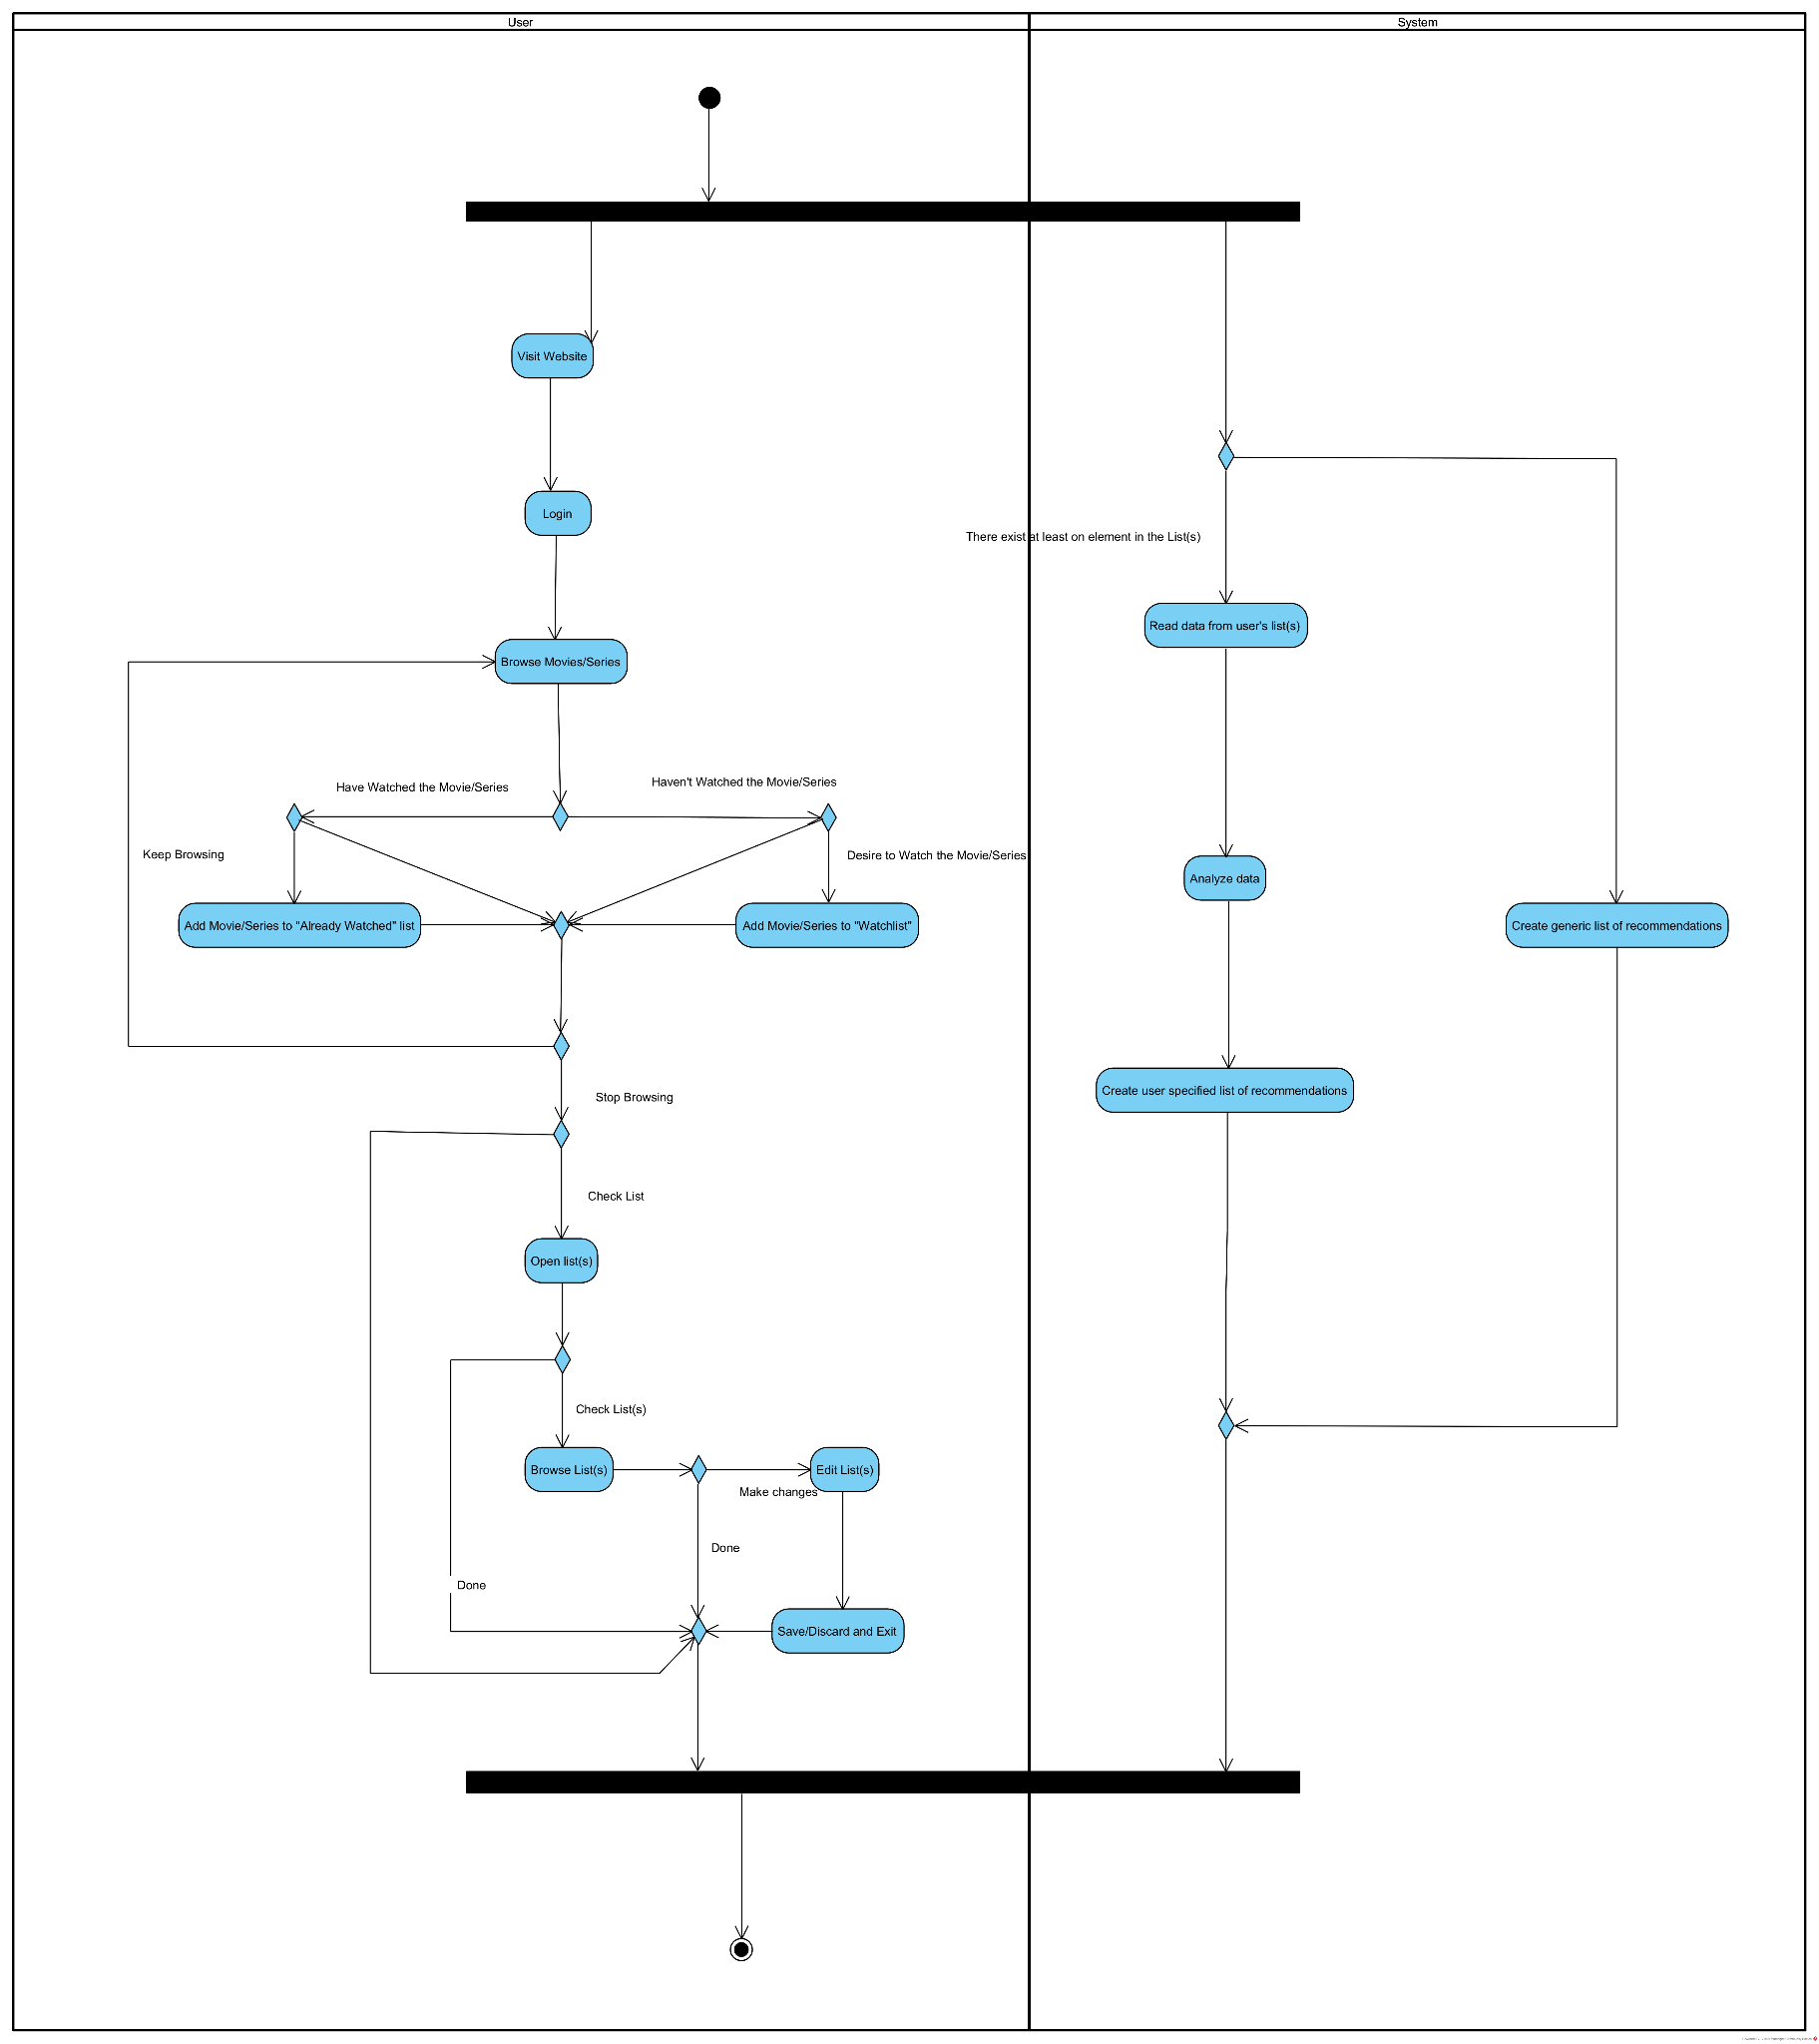 User
System
Visit Website
Login
There exist at least on element in the List(s)
Read data from user's list(s)
Browse Movies/Series
Have Watched the Movie/Series
Haven't Watched the Movie/Series
Keep Browsing
Desire to Watch the Movie/Series
Analyze data
Add Movie/Series to "Already Watched" list
Add Movie/Series to "Watchlist"
Create generic list of recommendations
Create user specified list of recommendations
Stop Browsing
Check List
Open list(s)
Check List(s)
Browse List(s)
Edit List(s)
Make changes
Done
Done
Save/Discard and Exit